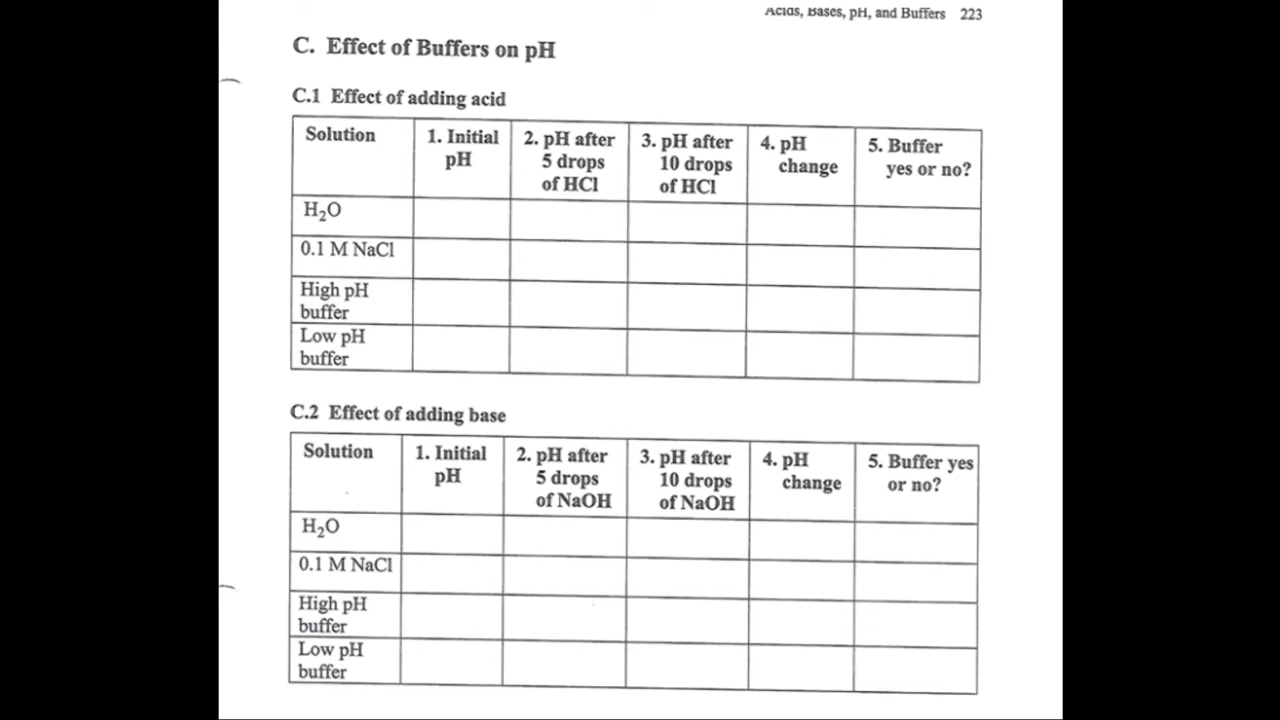 Acids, Bases, pH, and Buffers 223
C. Effect of Buffers on pH
C.1 Effect of adding acid
Solution 1. Initial pH 2. pH after 5 drops of HCl 3. pH after 10 drops of HCl 4. pH change 5. Buffer yes or no?
H₂O
0.1 M NaCl
High pH
buffer
Low pH
buffer
C.2 Effect of adding base
Solution 1. Initial pH 2. pH after 5 drops of NaOH 3. pH after 10 drops of NaOH 4. pH change 5. Buffer yes or no?
H₂O
0.1 M NaCl
High pH
buffer
Low pH
buffer